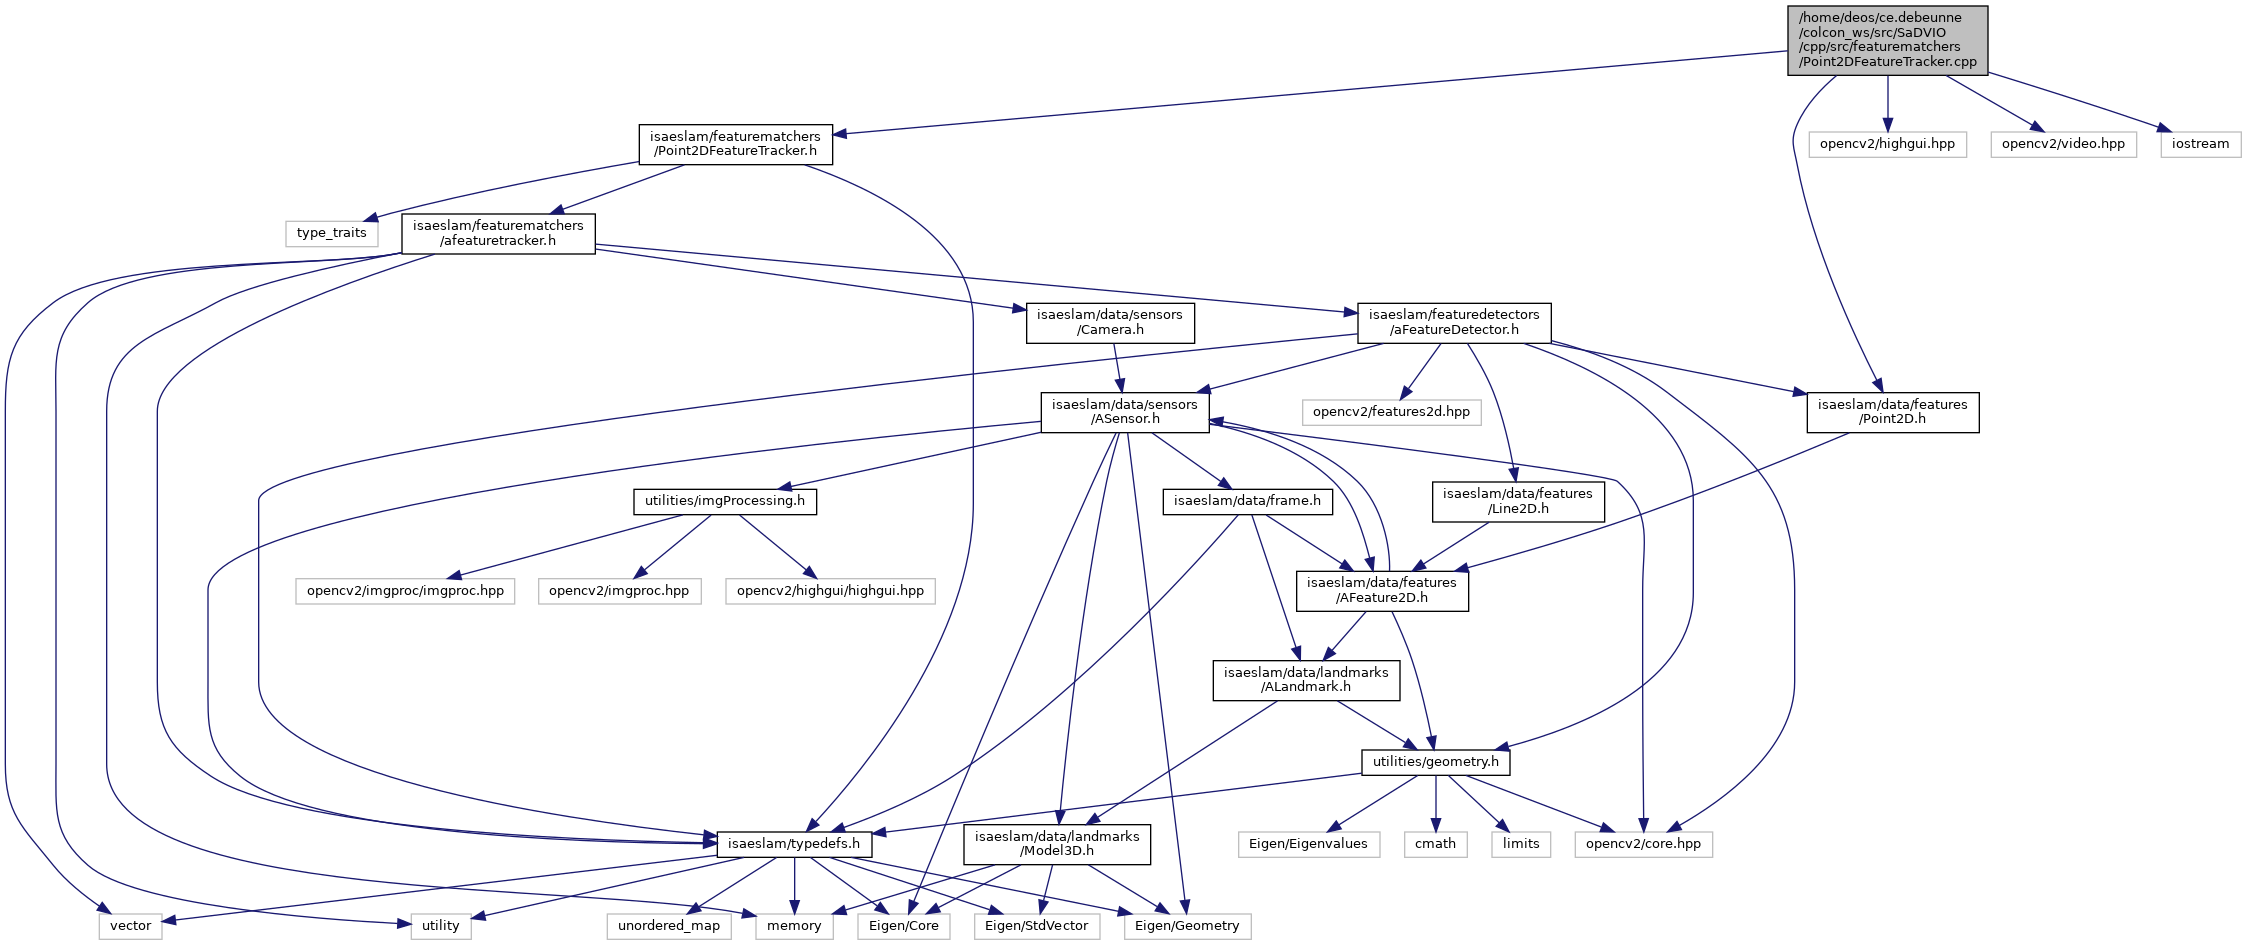 /home/deos/ce.debeunne
/colcon_ws/src/SaDVIO
/cpp/src/featurematchers
/Point2DFeatureTracker.cpp
isaeslam/featurematchers
/Point2DFeatureTracker.h
opencv2/highgui.hpp
opencv2/video.hpp
iostream
type_traits
isaeslam/featurematchers
/afeaturetracker.h
isaeslam/data/sensors
/Camera.h
isaeslam/featuredetectors
/aFeatureDetector.h
isaeslam/data/sensors
/ASensor.h
opencv2/features2d.hpp
isaeslam/data/features
/Point2D.h
utilities/imgProcessing.h
isaeslam/data/frame.h
isaeslam/data/features
/Line2D.h
opencv2/imgproc/imgproc.hpp
opencv2/imgproc.hpp
opencv2/highgui/highgui.hpp
isaeslam/data/features
/AFeature2D.h
isaeslam/data/landmarks
/ALandmark.h
utilities/geometry.h
isaeslam/typedefs.h
isaeslam/data/landmarks
/Model3D.h
Eigen/Eigenvalues
cmath
limits
opencv2/core.hpp
vector
utility
unordered_map
memory
Eigen/Core
Eigen/StdVector
Eigen/Geometry